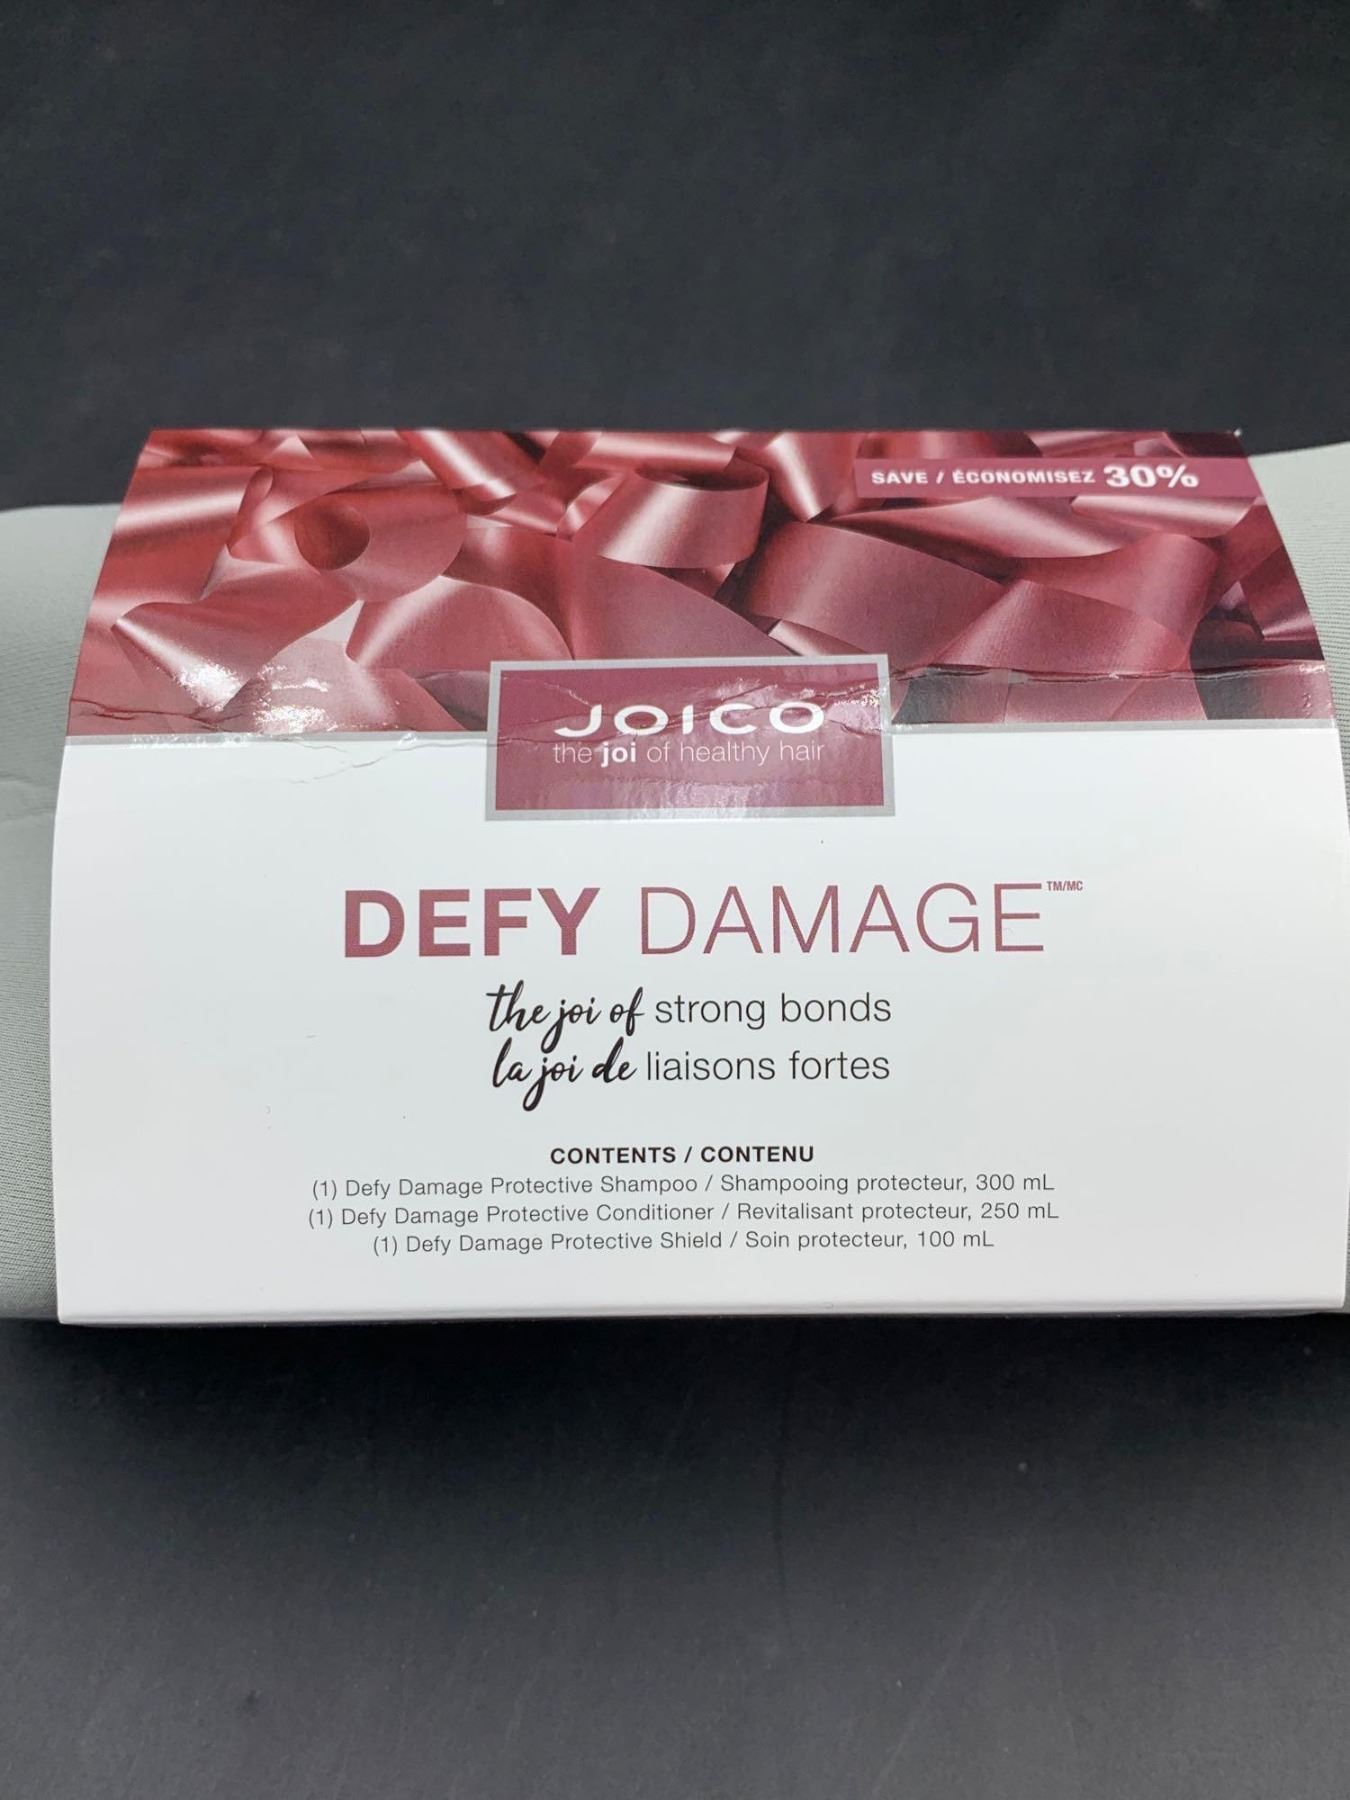 SAVE / ÉCONOMISEZ 30%
JOICO
the joi of healthy hair
DEFY DAMAGE™/MC
the joi of strong bonds
la joi de liaisons fortes
CONTENTS / CONTENU
(1) Defy Damage Protective Shampoo / Shampooing protecteur, 300 mL
(1) Defy Damage Protective Conditioner / Revitalisant protecteur, 250 mL
(1) Defy Damage Protective Shield / Soin protecteur, 100 mL